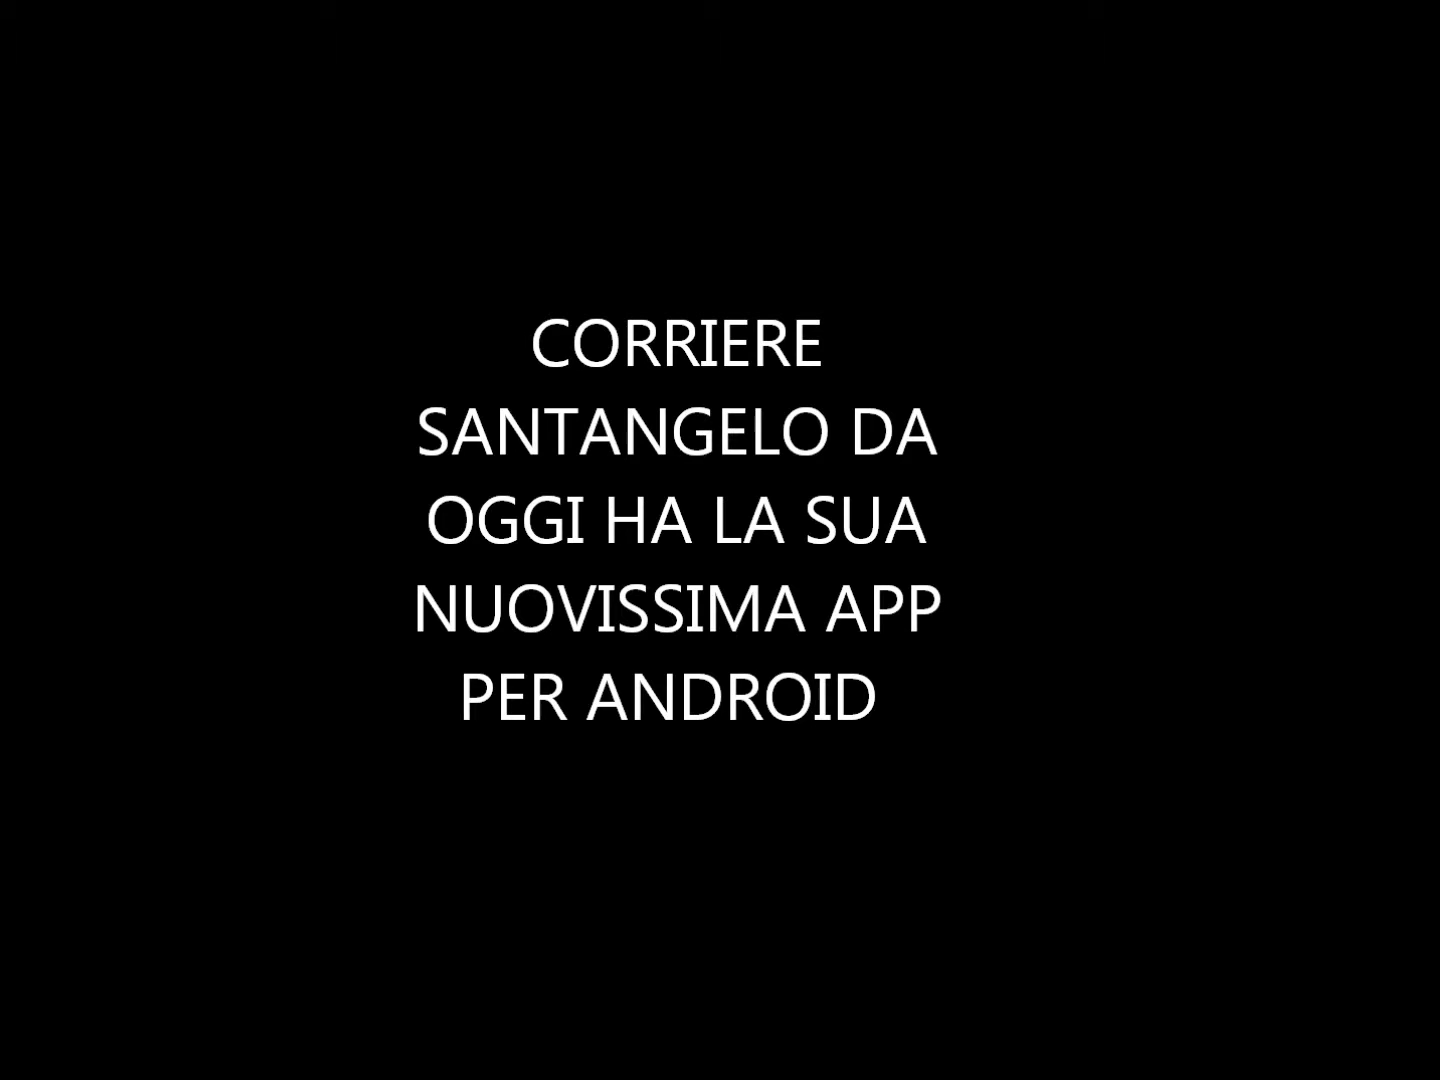 CORRIERE
SANTANGELO DA
OGGI HA LA SUA
NUOVISSIMA APP
PER ANDROID